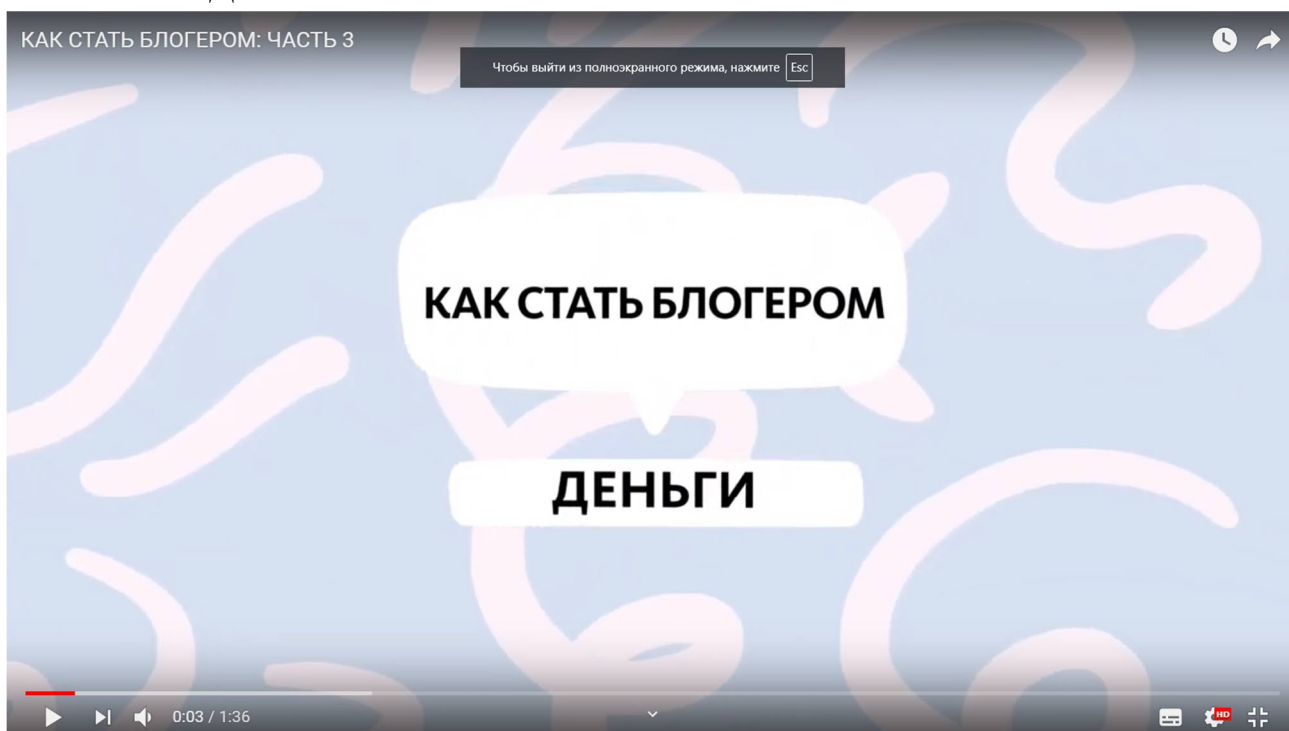 КАК СТАТЬ БЛОГЕРОМ: ЧАСТЬ 3
Чтобы выйти из полноэкранного режима, нажмите Esc
КАК СТАТЬ БЛОГЕРОМ
ДЕНЬГИ
0:03 / 1:36
HD